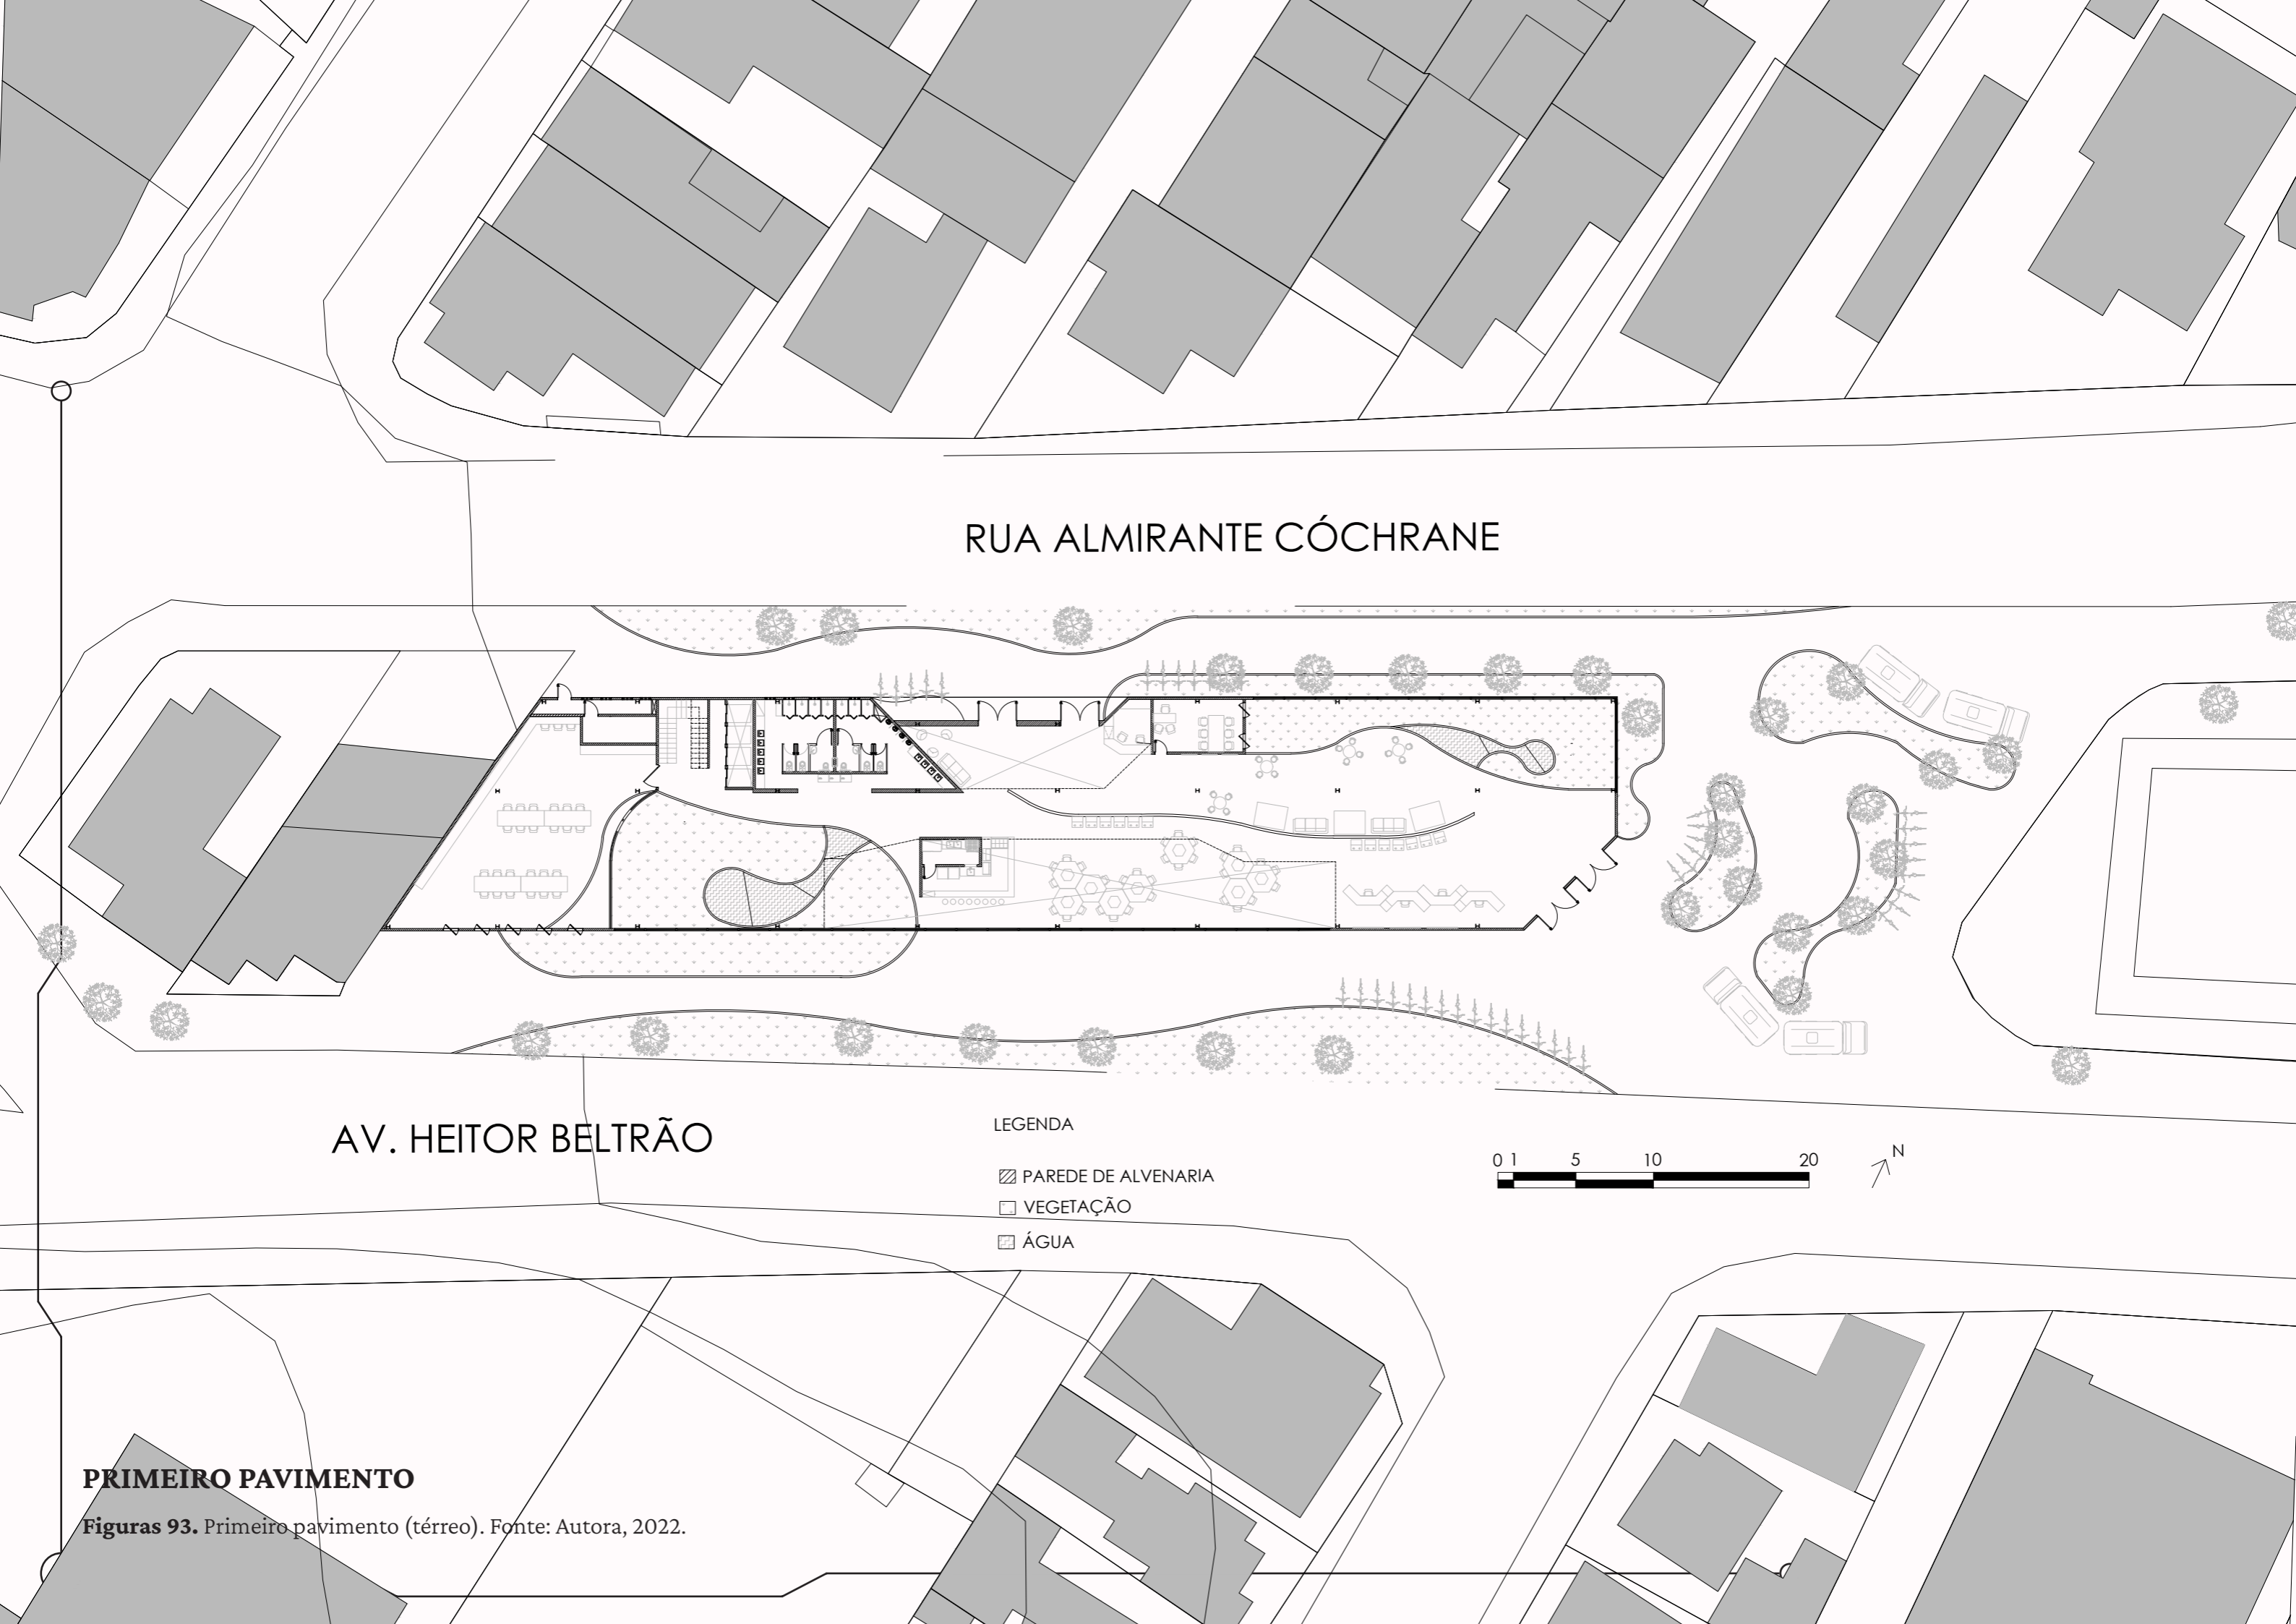 RUA ALMIRANTE CÓCHRANE
AV. HEITOR BELTRÃO
LEGENDA
PAREDE DE ALVENARIA
VEGETAÇÃO
ÁGUA
0 1 5 10 20
N
PRIMEIRO PAVIMENTO
Figuras 93. Primeiro pavimento (térreo). Fonte: Autora, 2022.